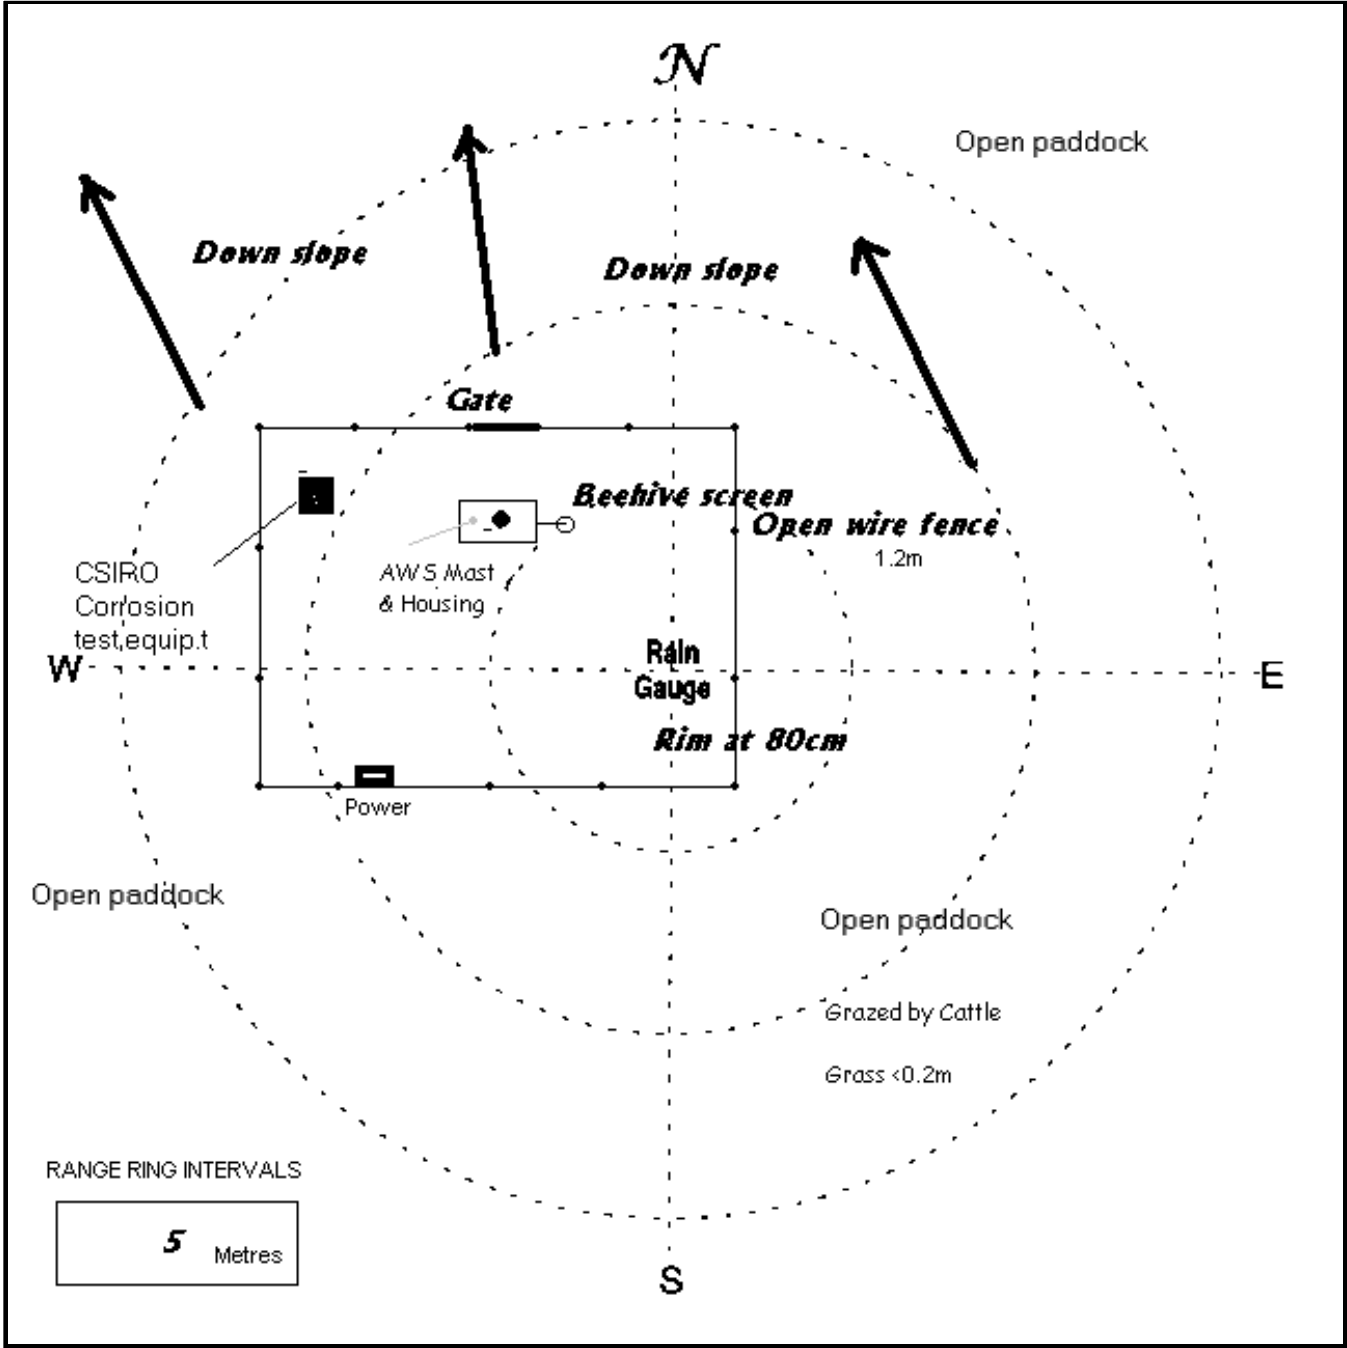 N
Open paddock
Down slope
Down slope
Gate
Beehive screen
Open wire fence
1.2m
CSIRO
Corrosion
test.equip.t
AWS Mast
& Housing
W
Rain
Gauge
E
Rim at 80cm
Power
Open paddock
Open paddock
Grazed by Cattle
Grass <0.2m
RANGE RING INTERVALS
5 Metres
S